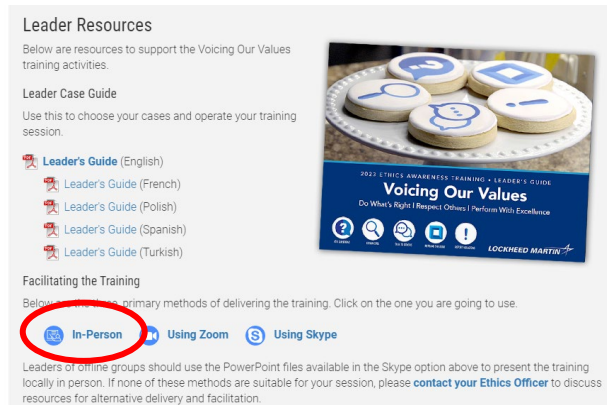 Leader Resources
Below are resources to support the Voicing Our Values
training activities.
Leader Case Guide
Use this to choose your cases and operate your training
session.
Leader's Guide (English)
Leader's Guide (French)
Leader's Guide (Polish)
Leader's Guide (Spanish)
Leader's Guide (Turkish)
2023 ETHICS AWARENESS TRAINING • LEADER'S GUIDE
Voicing Our Values
Do What's Right | Respect Others | Perform With Excellence
LOCKHEED MARTIN
Facilitating the Training
Below are the three primary methods of delivering the training. Click on the one you are going to use.
In-Person Using Zoom S Using Skype
Leaders of offline groups should use the PowerPoint files available in the Skype option above to present the training
locally in person. If none of these methods are suitable for your session, please contact your Ethics Officer to discuss
resources for alternative delivery and facilitation.